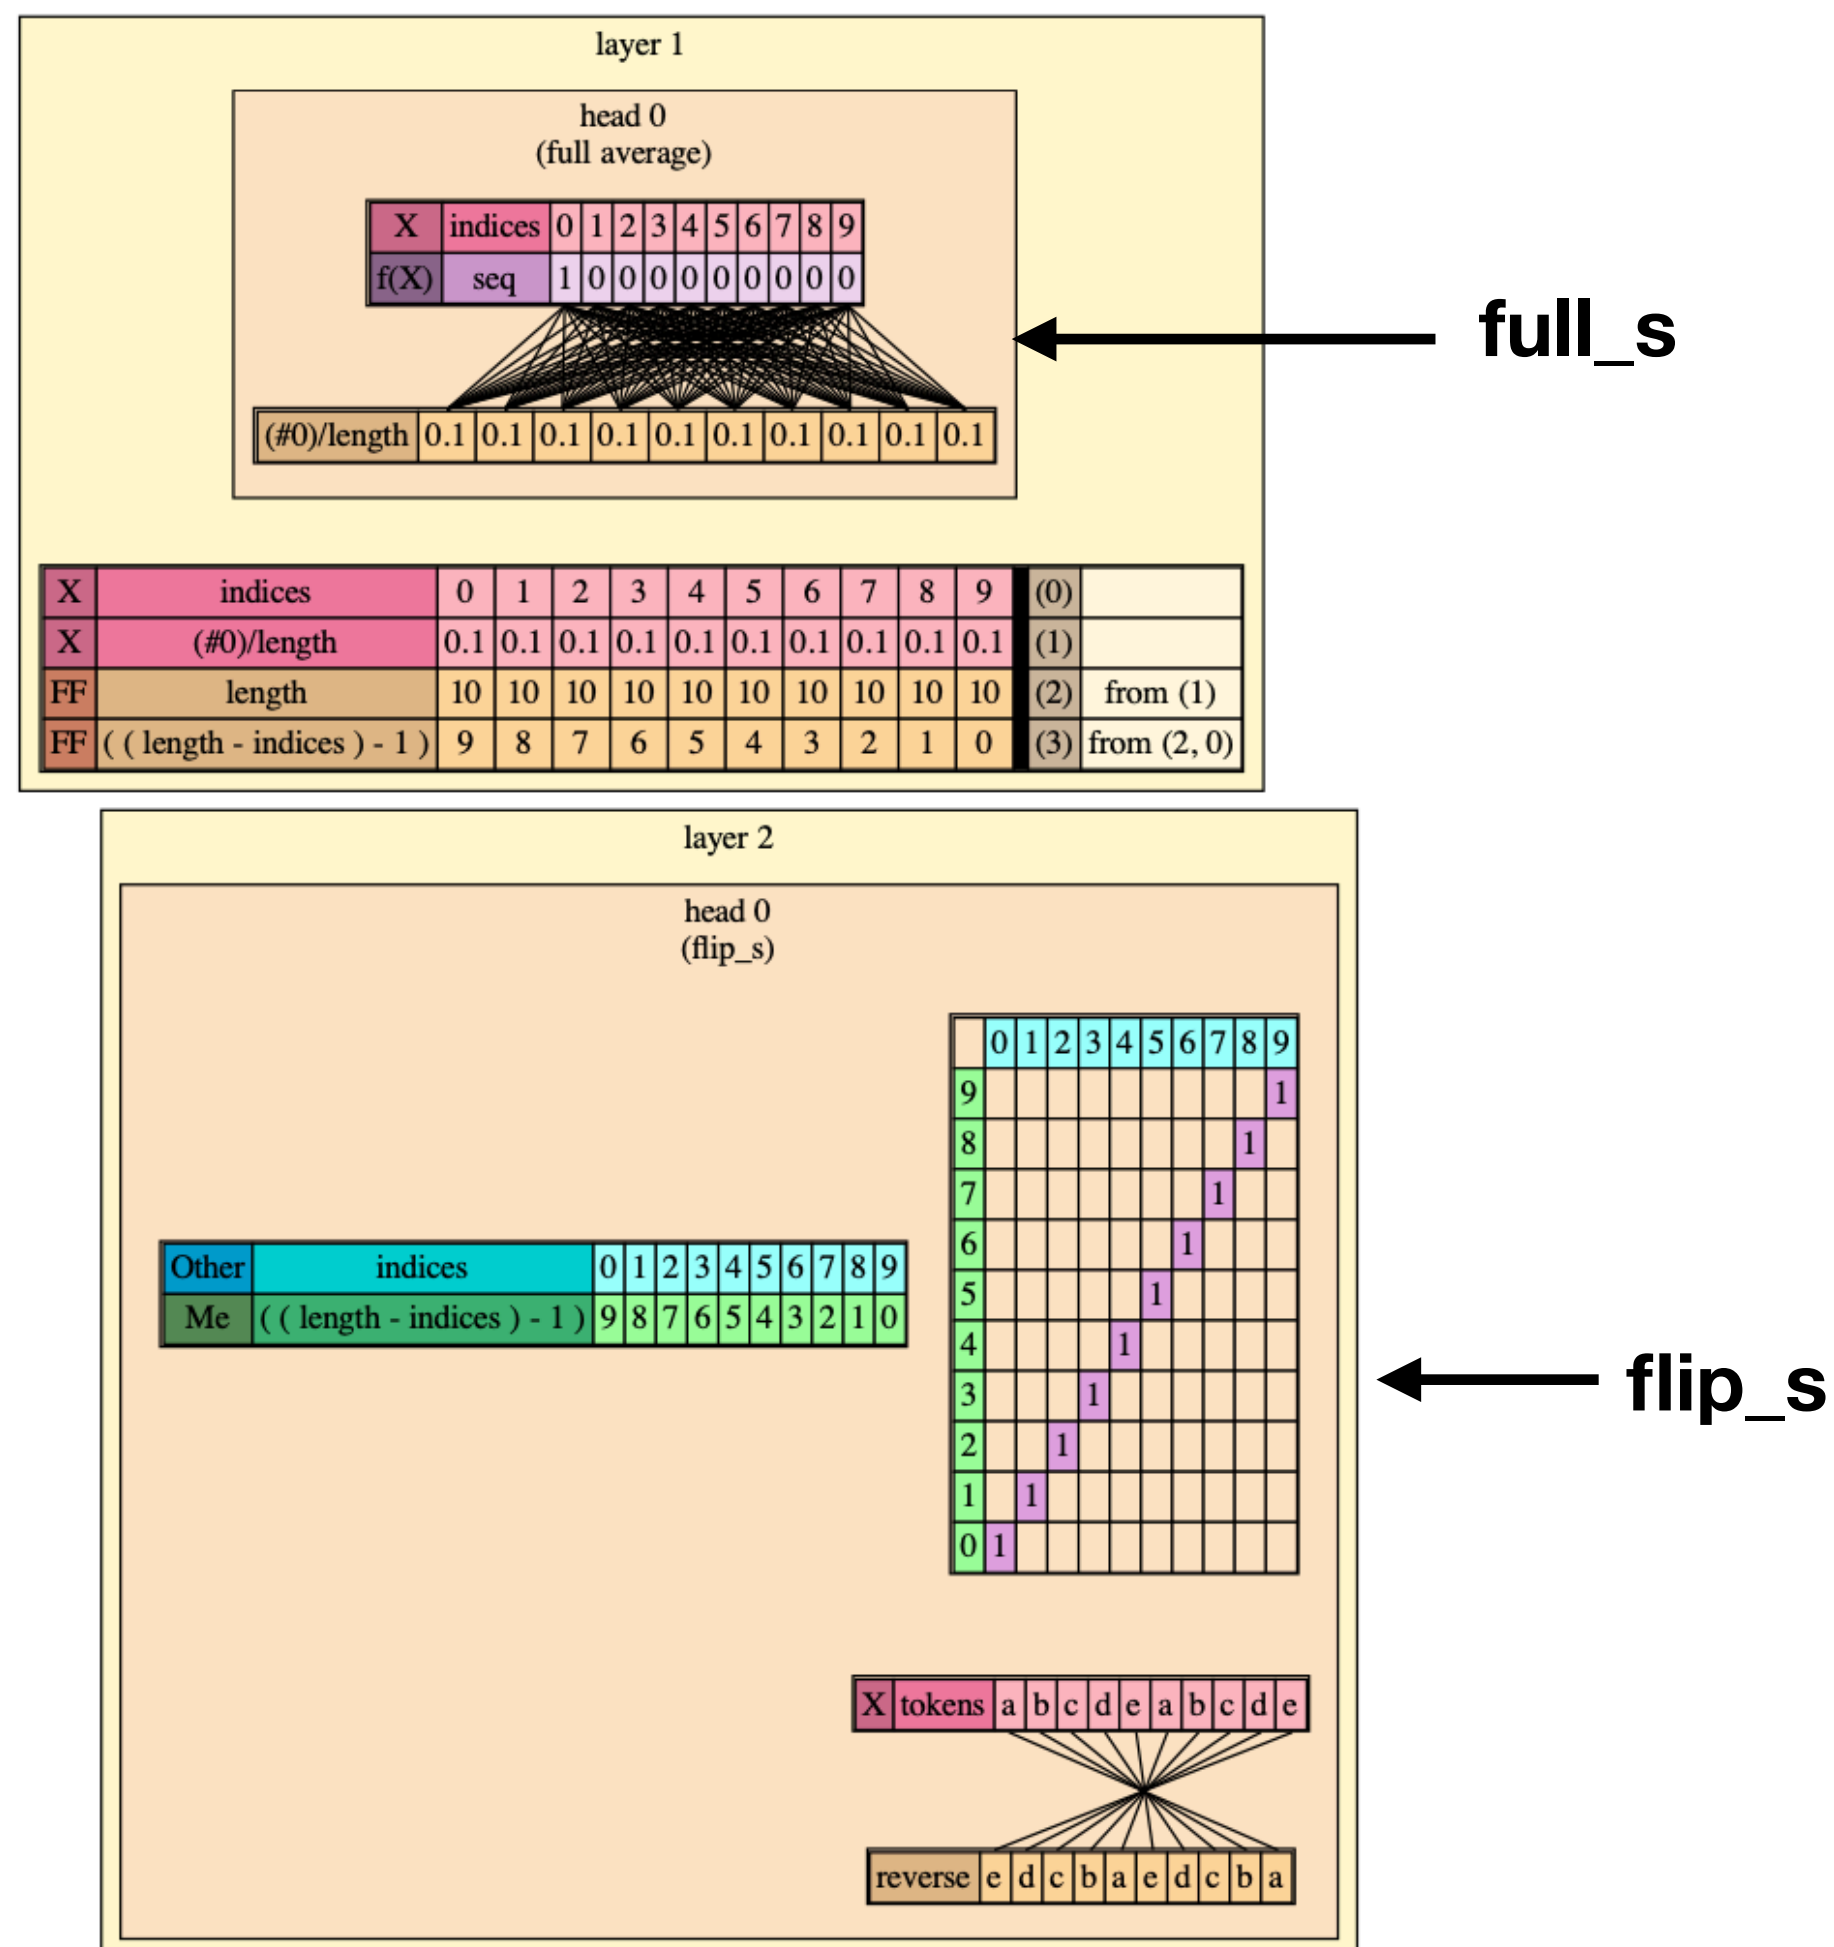 layer 1
head 0
(full average)
X indices 0 1 2 3 4 5 6 7 8 9
f(X) seq 1 0 0 0 0 0 0 0 0 0
full_s
(#0)/length 0.1 0.1 0.1 0.1 0.1 0.1 0.1 0.1 0.1 0.1
X indices 0 1 2 3 4 5 6 7 8 9 (0)
X (#0)/length 0.1 0.1 0.1 0.1 0.1 0.1 0.1 0.1 0.1 0.1 (1)
FF length 10 10 10 10 10 10 10 10 10 10 (2) from (1)
FF ( ( length - indices ) - 1 ) 9 8 7 6 5 4 3 2 1 0 (3) from (2, 0)
layer 2
head 0
(flip_s)
0 1 2 3 4 5 6 7 8 9
9 1
8 1
7 1
6 1
5 1
4 1
3 1
2 1
1 1
0 1
Other indices 0 1 2 3 4 5 6 7 8 9
Me ( ( length - indices ) - 1 ) 9 8 7 6 5 4 3 2 1 0
flip_s
X tokens a b c d e a b c d e
reverse e d c b a e d c b a